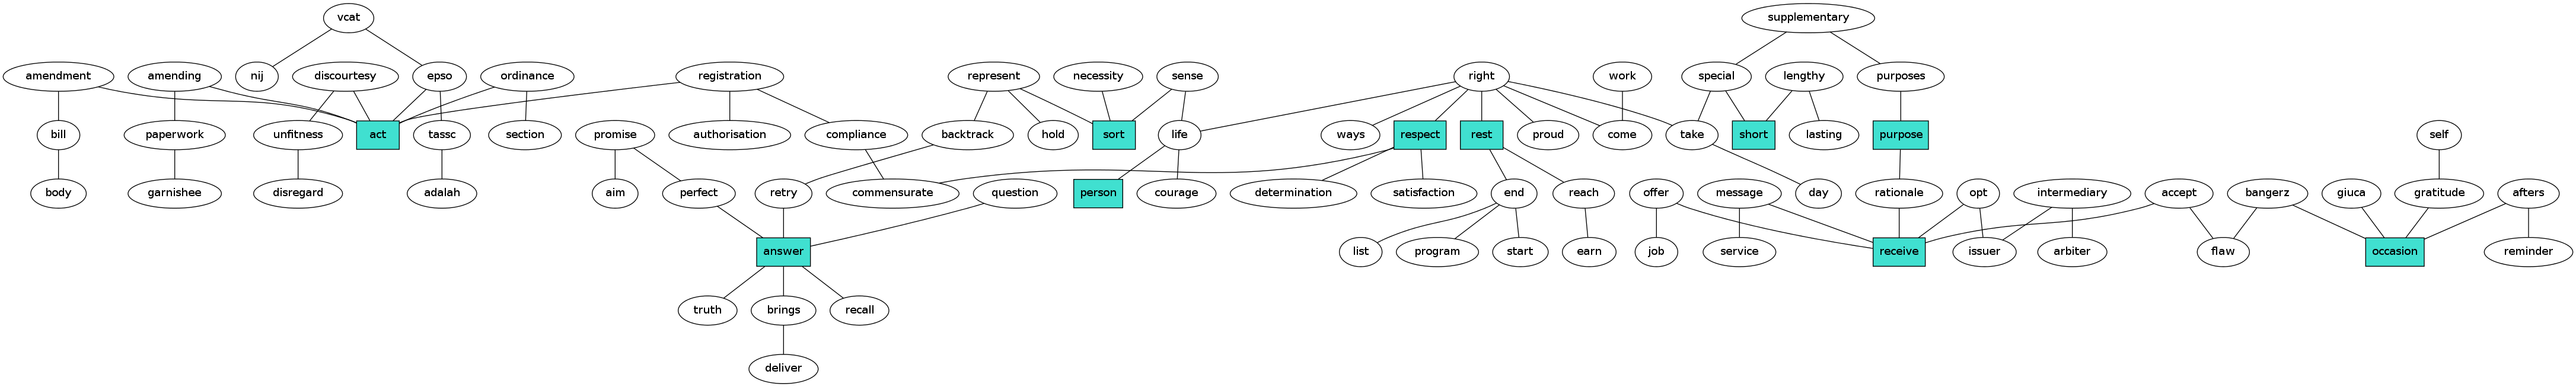 vcat
supplementary
amendment
amending
nij
discourtesy
epso
ordinance
registration
represent
necessity
sense
right
work
special
lengthy
purposes
bill
paperwork
unfitness
act
tassc
section
promise
authorisation
compliance
backtrack
hold
sort
life
ways
respect
rest
proud
come
take
short
lasting
purpose
self
body
garnishee
disregard
adalah
aim
perfect
retry
commensurate
question
person
courage
determination
satisfaction
end
reach
offer
message
day
rationale
opt
intermediary
accept
bangerz
giuca
gratitude
afters
answer
list
program
start
earn
job
service
receive
issuer
arbiter
flaw
occasion
reminder
truth
brings
recall
deliver